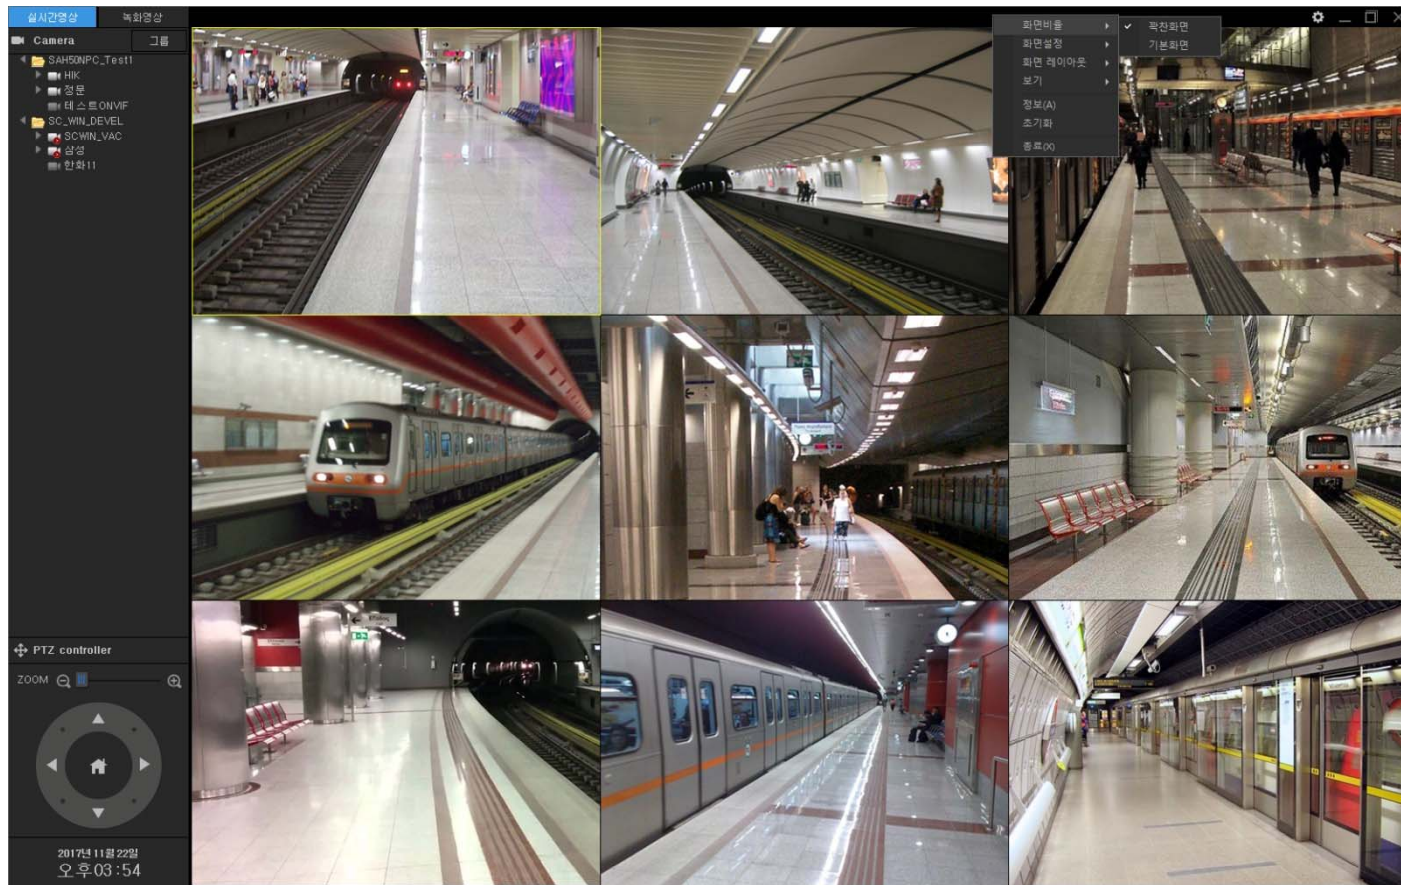 실시간영상
녹화영상
Camera
그룹
SAH50NPC_Test1
HIK
정문
테스트ONVIF
SC_WIN_DEVEL
SCWIN_VAC
삼성
한화11
화면비율
꽉찬화면
기본화면
화면설정
화면 레이아웃
보기
정보(A)
초기화
종료(X)
PTZ controller
ZOOM
2017년 11월 22일
오후 03:54